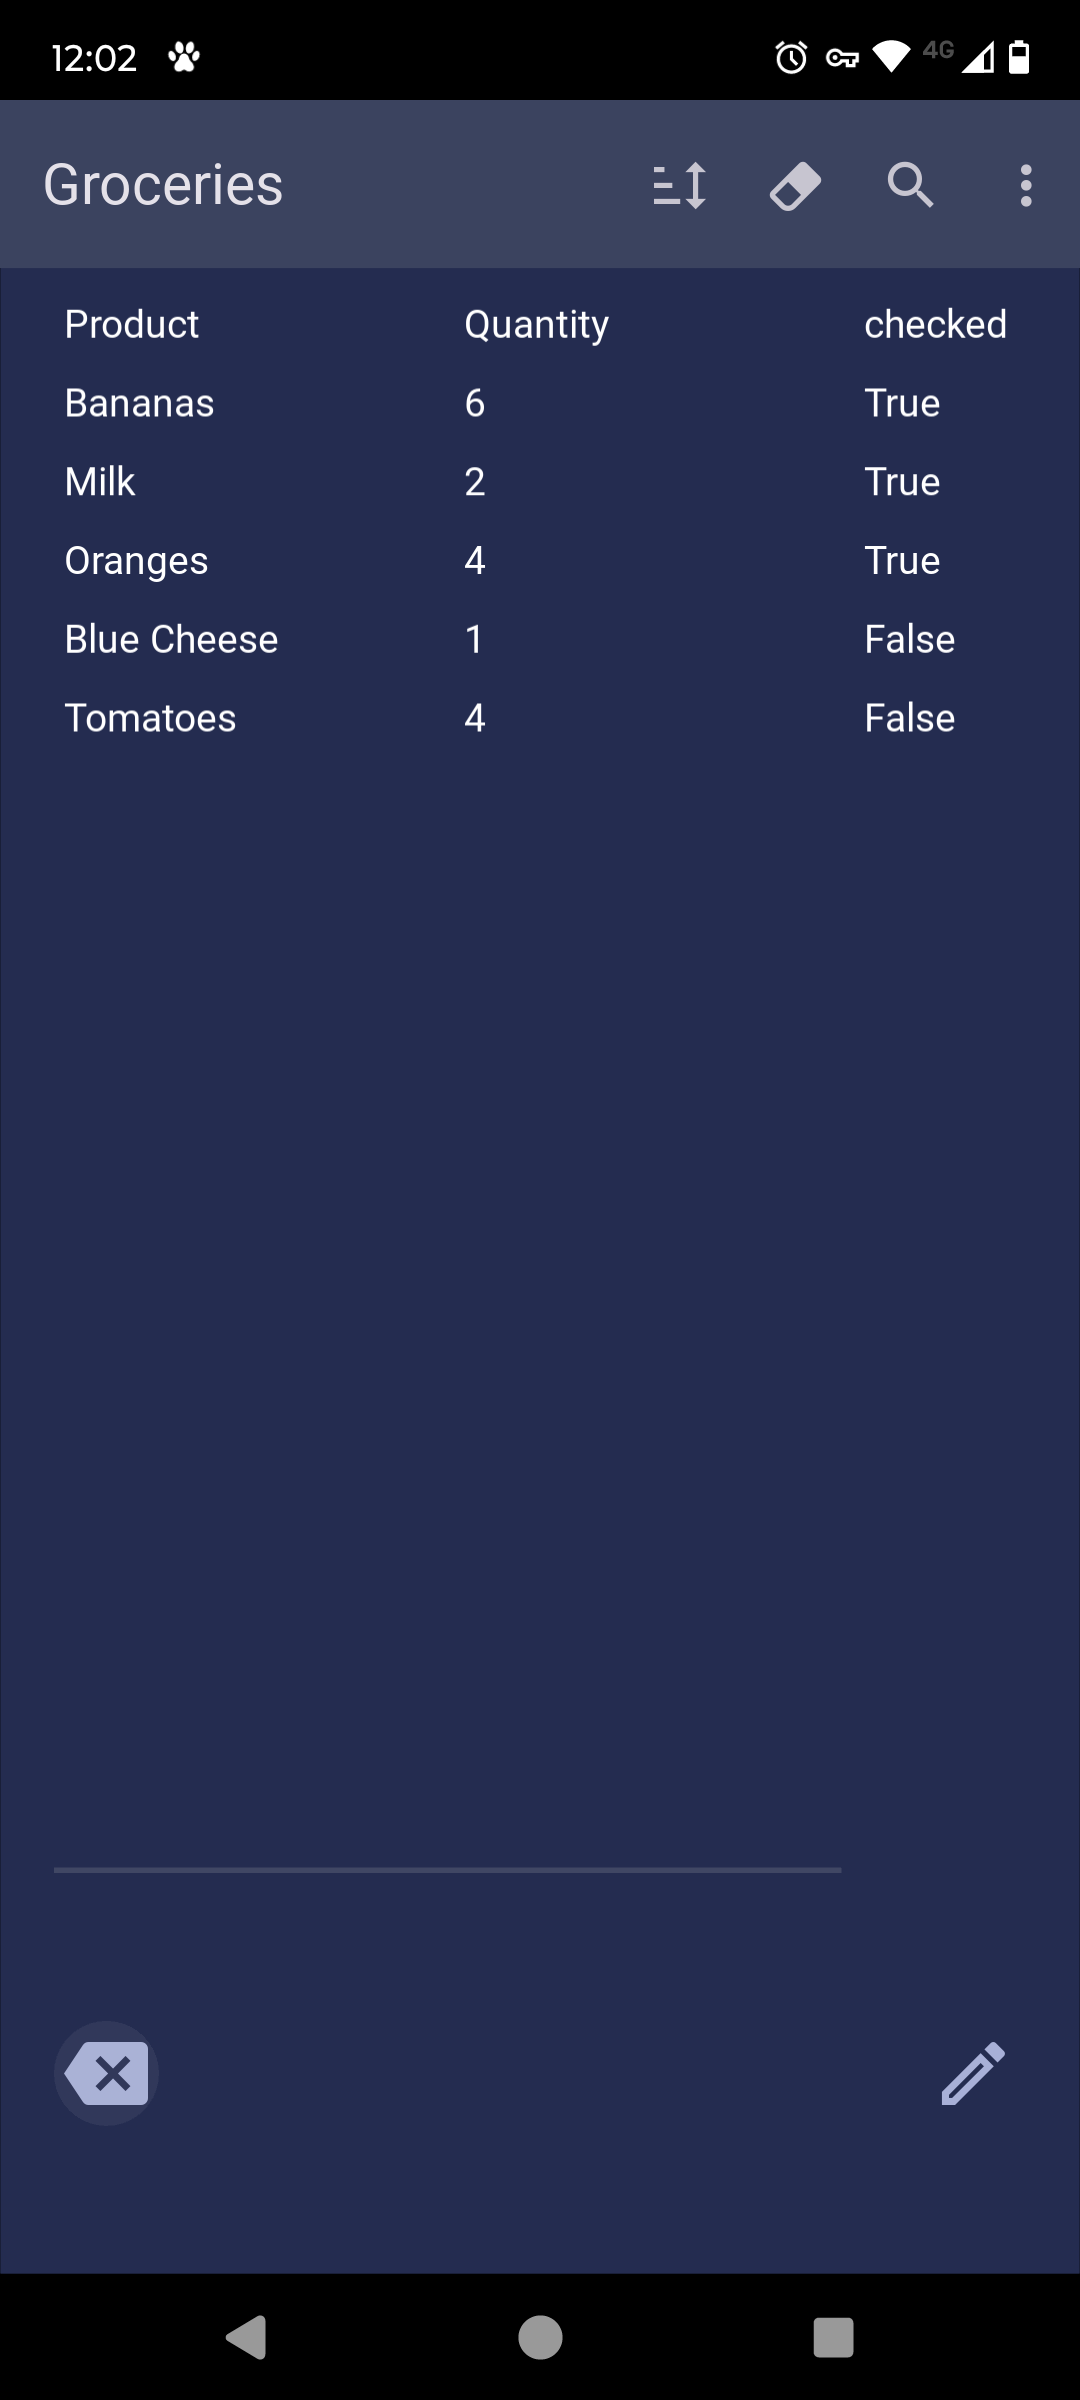 12:02 4G
Groceries
Product Quantity checked
Bananas 6 True
Milk 2 True
Oranges 4 True
Blue Cheese 1 False
Tomatoes 4 False